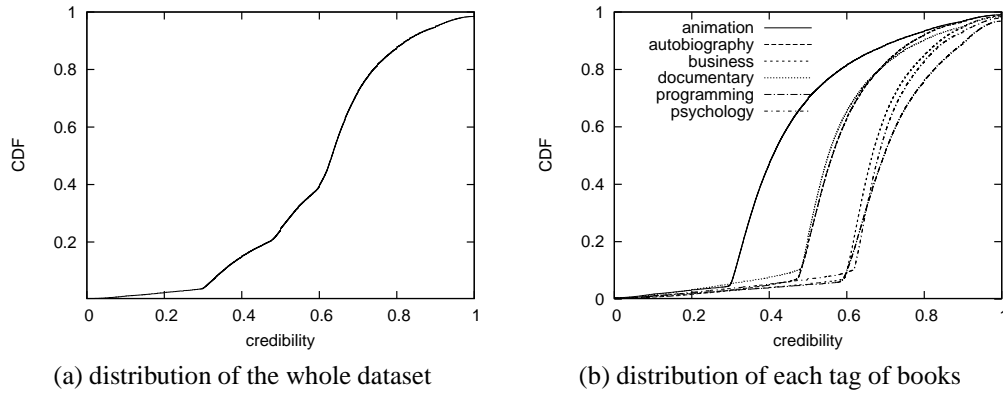 1
0.8
0.6
0.4
0.2
0
0 0.2 0.4 0.6 0.8 1
CDF
credibility
(a) distribution of the whole dataset
1
0.8
0.6
0.4
0.2
0
0 0.2 0.4 0.6 0.8 1
CDF
credibility
animation
autobiography
business
documentary
programming
psychology
(b) distribution of each tag of books